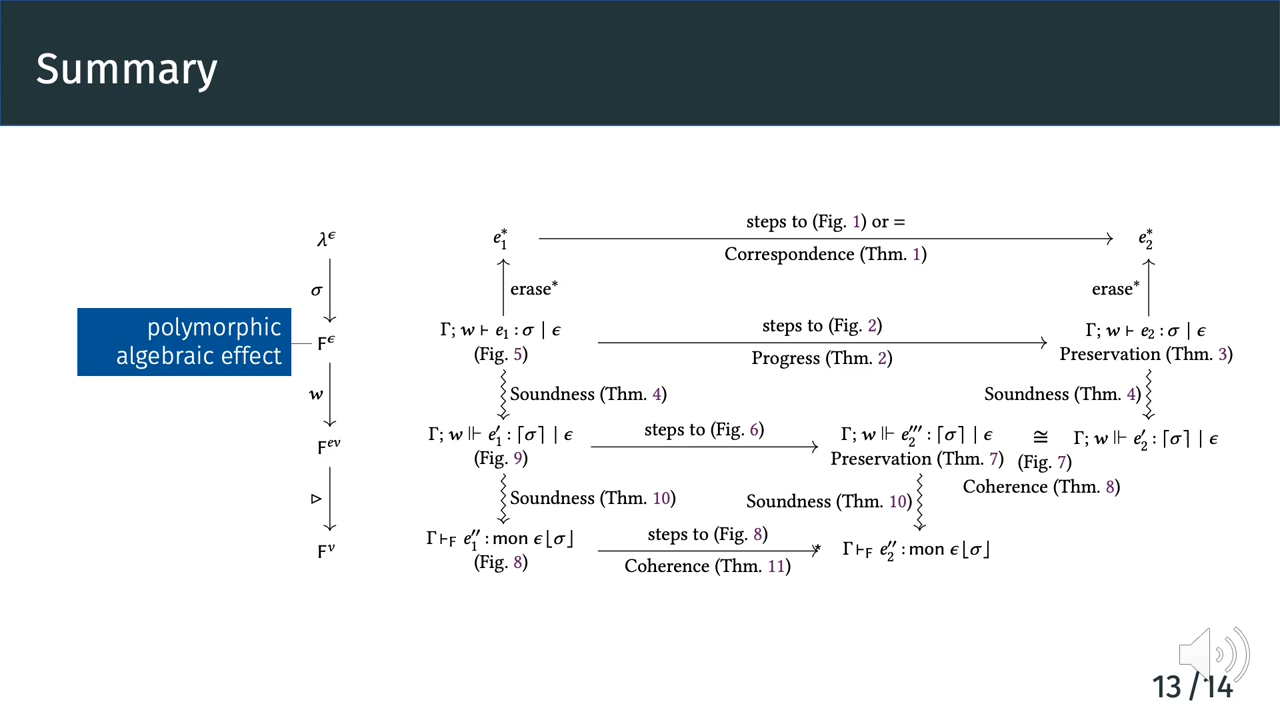 Summary
steps to (Fig. 1) or =
λ^ϵ e₁* e₂*
Correspondence (Thm. 1)
σ erase* erase*
polymorphic
algebraic effect
F^ϵ
Γ; w ⊢ e₁ : σ | ϵ steps to (Fig. 2) Γ; w ⊢ e₂ : σ | ϵ
(Fig. 5) Progress (Thm. 2) Preservation (Thm. 3)
w Soundness (Thm. 4) Soundness (Thm. 4)
F^ev Γ; w ⊩ e₁′ : ⌈σ⌉ | ϵ steps to (Fig. 6) Γ; w ⊩ e₂‴ : ⌈σ⌉ | ϵ ≅ Γ; w ⊩ e₂′ : ⌈σ⌉ | ϵ
(Fig. 9) Preservation (Thm. 7) (Fig. 7)
Coherence (Thm. 8)
▹ Soundness (Thm. 10) Soundness (Thm. 10)
F^v Γ ⊢F e₁″ : mon ϵ ⌊σ⌋ steps to (Fig. 8) * Γ ⊢F e₂″ : mon ϵ ⌊σ⌋
(Fig. 8) Coherence (Thm. 11)
13 / 14